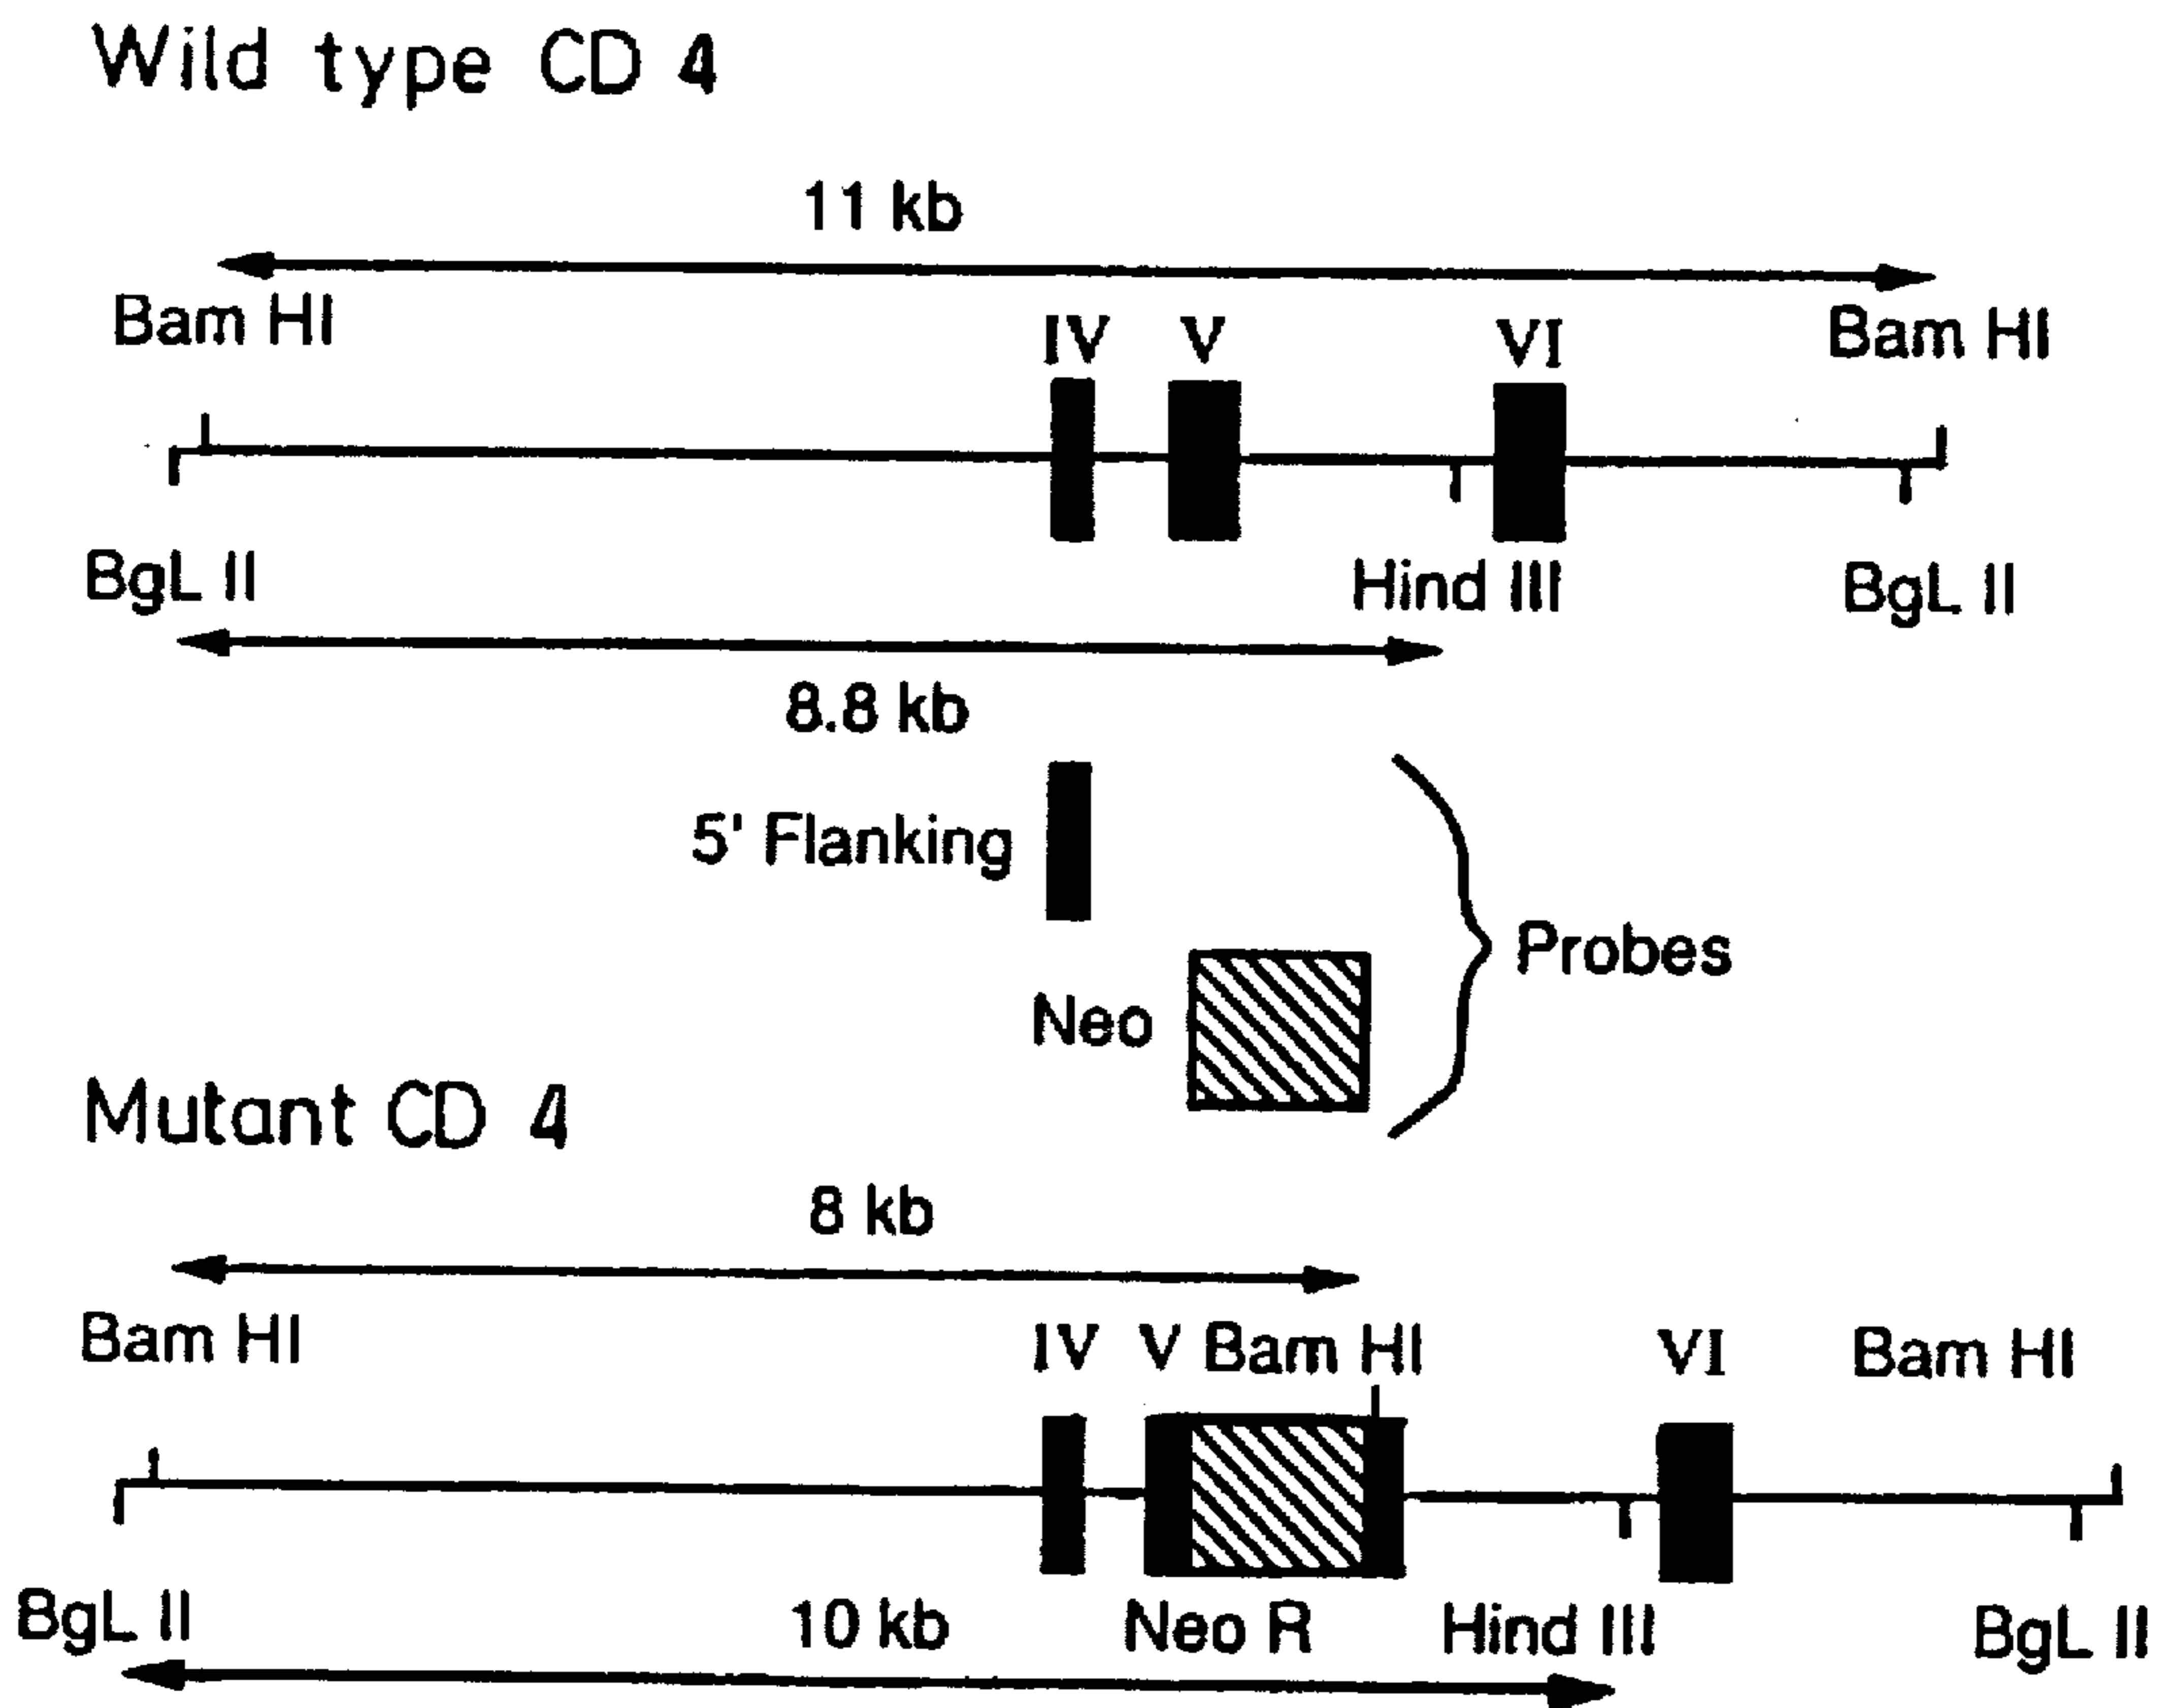 Wild type CD 4
11 kb
Bam HI IV V VI Bam HI
BgL II Hind III BgL II
8.8 kb
5' Flanking
Neo
Probes
Mutant CD 4
8 kb
Bam HI IV V Bam HI VI Bam HI
BgL II 10 kb Neo R Hind III BgL II